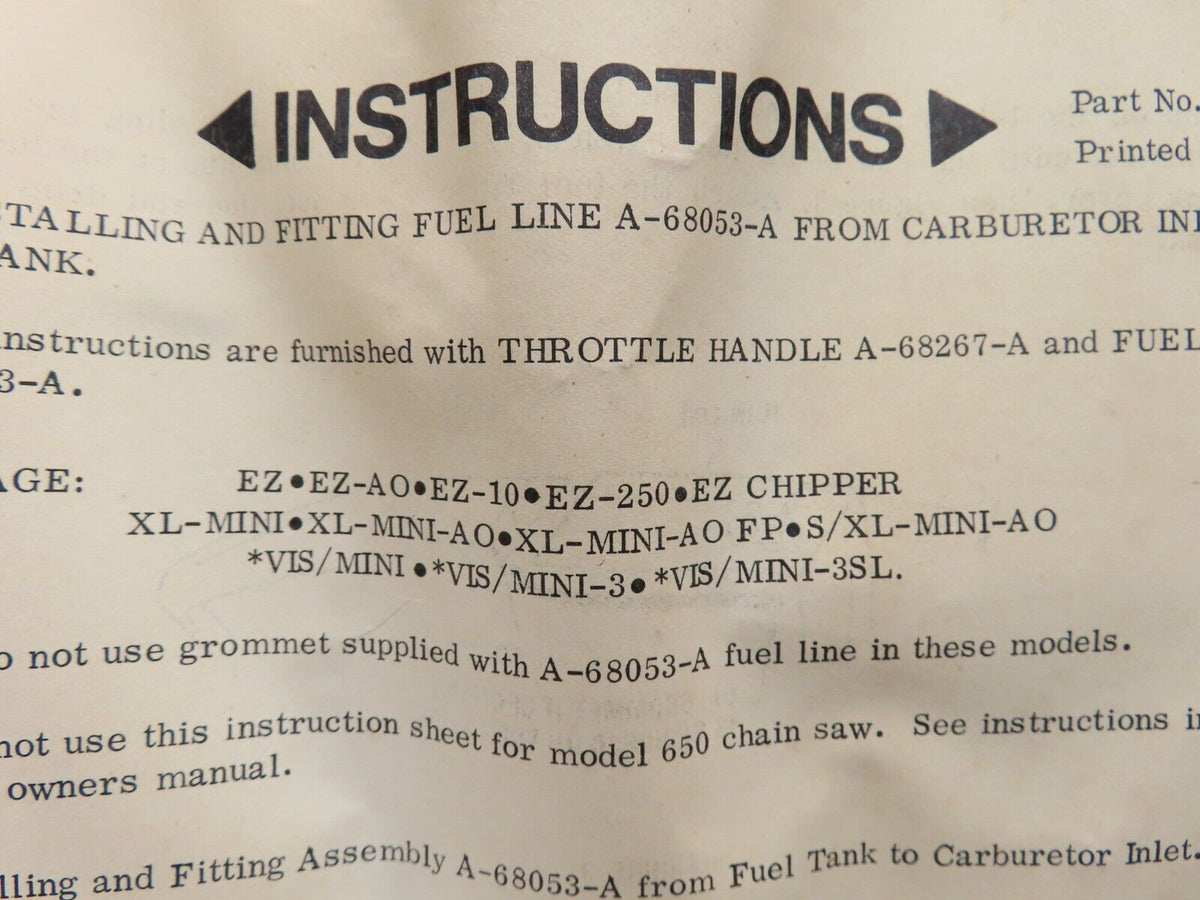 INSTRUCTIONS
Part No.
Printed
STALLING AND FITTING FUEL LINE A-68053-A FROM CARBURETOR INL
ANK.
instructions are furnished with THROTTLE HANDLE A-68267-A and FUEL
3-A.
AGE: EZ•EZ-AO•EZ-10•EZ-250•EZ CHIPPER
XL-MINI•XL-MINI-AO•XL-MINI-AO FP•S/XL-MINI-AO
*VIS/MINI•*VIS/MINI-3•*VIS/MINI-3SL.
o not use grommet supplied with A-68053-A fuel line in these models.
not use this instruction sheet for model 650 chain saw. See instructions in
owners manual.
lling and Fitting Assembly A-68053-A from Fuel Tank to Carburetor Inlet.